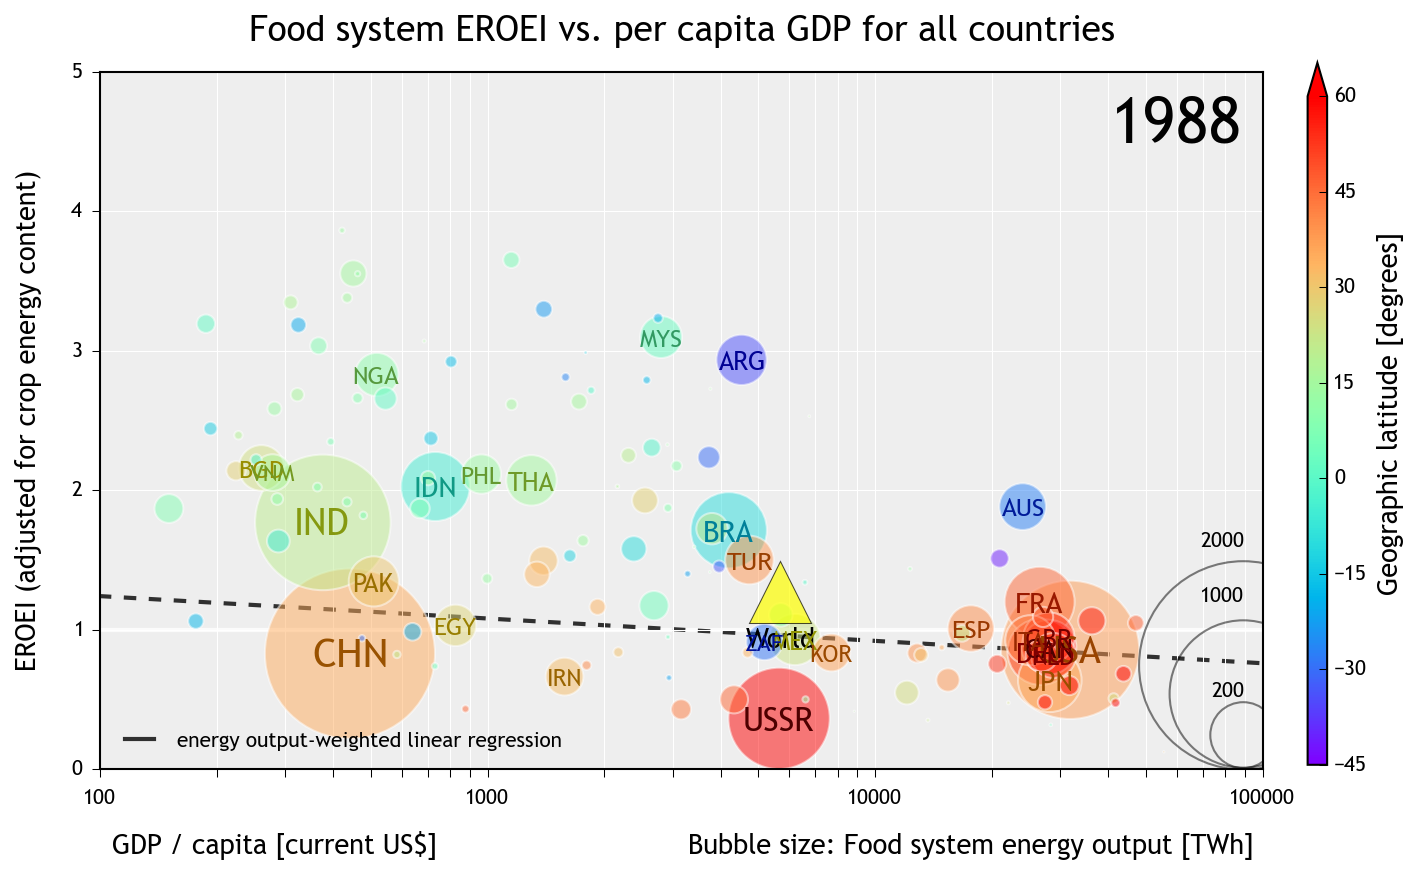 Food system EROEI vs. per capita GDP for all countries
1988
EROEI (adjusted for crop energy content)
5
4
3
2
1
0
100
1000
10000
100000
GDP / capita [current US$]
Bubble size: Food system energy output [TWh]
energy output-weighted linear regression
MYS
ARG
NGA
BGD
VNM
IDN
PHL
THA
IND
BRA
AUS
TUR
PAK
FRA
EGY
World
ZAF
MEX
KOR
ESP
GBR
CHN
IRN
JPN
USSR
2000
1000
200
60
45
30
15
0
−15
−30
−45
Geographic latitude [degrees]